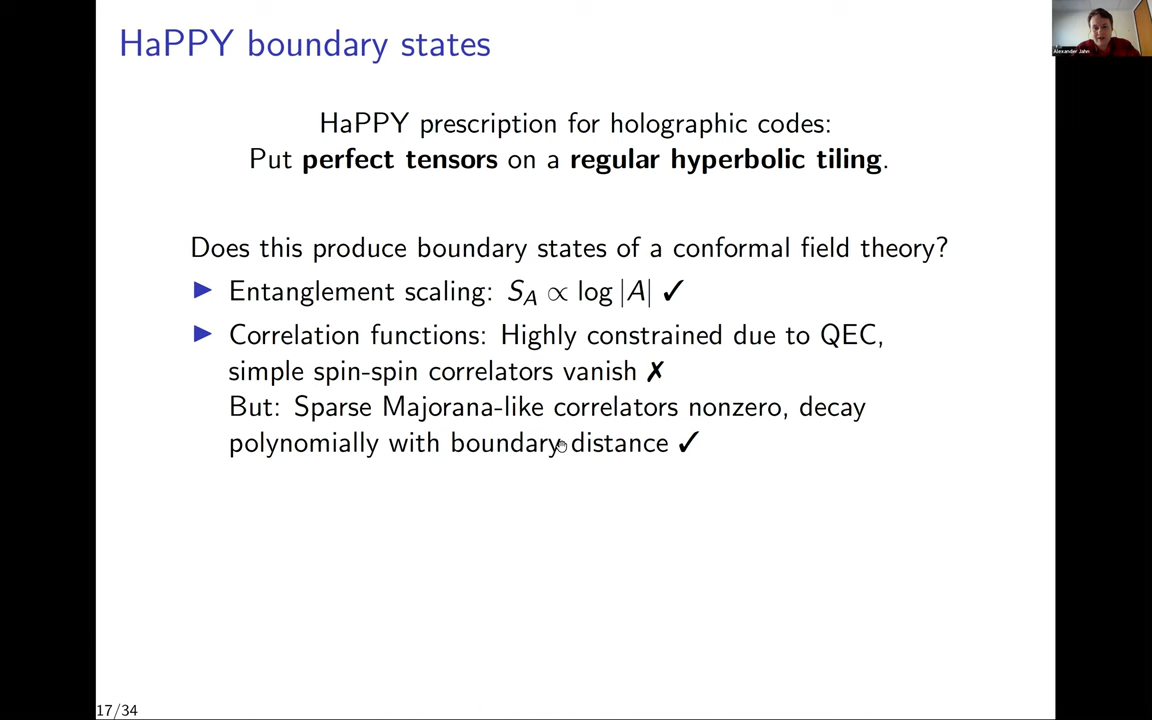 HaPPY boundary states
Alexander Jahn
HaPPY prescription for holographic codes:
Put perfect tensors on a regular hyperbolic tiling.
Does this produce boundary states of a conformal field theory?
▶ Entanglement scaling: S_A ∝ log |A| ✓
▶ Correlation functions: Highly constrained due to QEC,
simple spin-spin correlators vanish ✗
But: Sparse Majorana-like correlators nonzero, decay
polynomially with boundary distance ✓
17/34